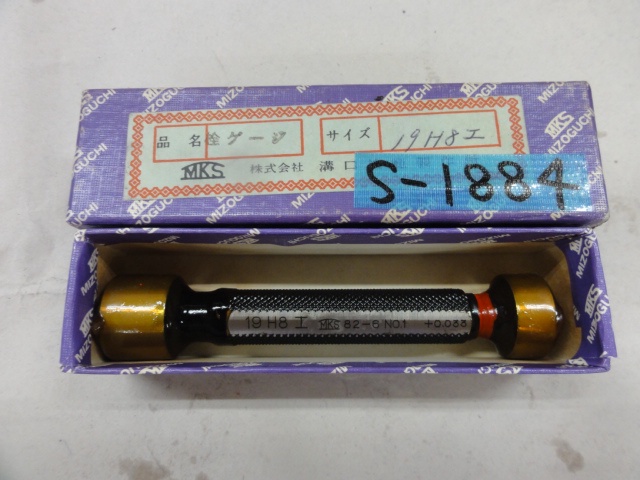 品 名 栓ゲージ サイズ 19H8工
MKS 株式会社 溝口
S-1884
MKS MIZOGUCHI
19 H8 工 MKS 82-6 NO1 +0.033